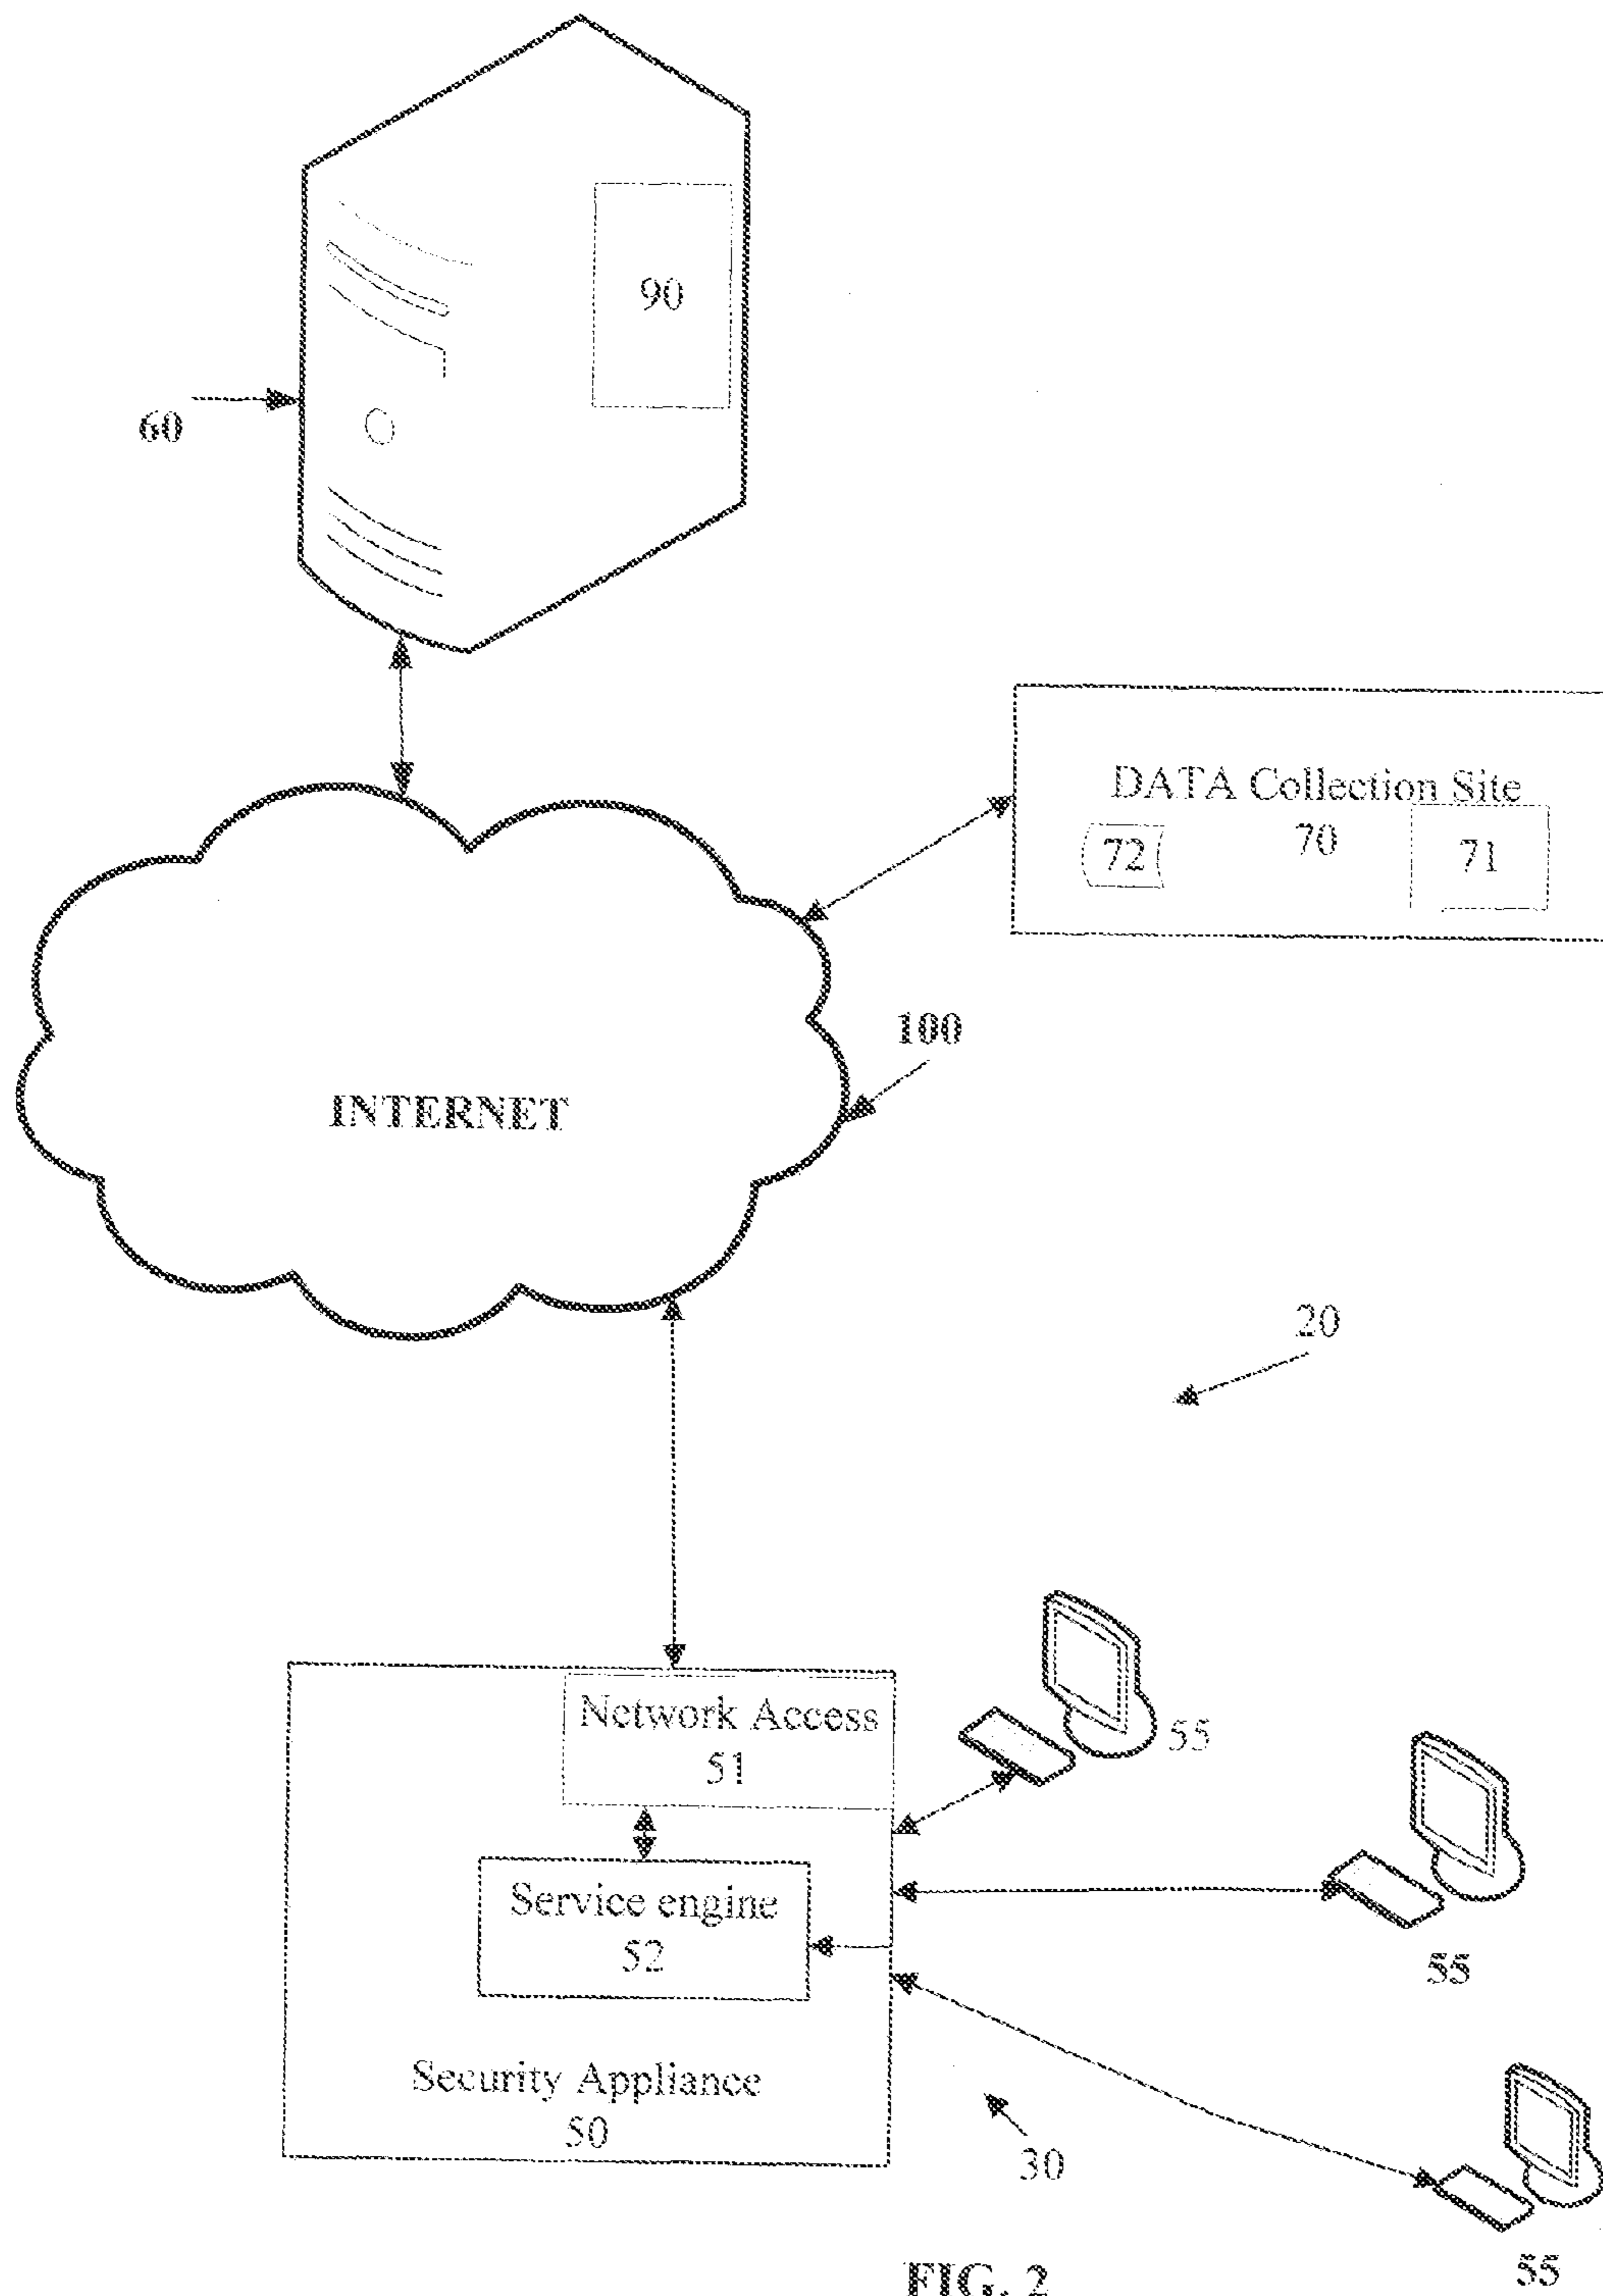 90
60
DATA Collection Site
72
70
71
100
INTERNET
20
Network Access
51
55
Service engine
52
55
Security Appliance
50
30
55
FIG. 2